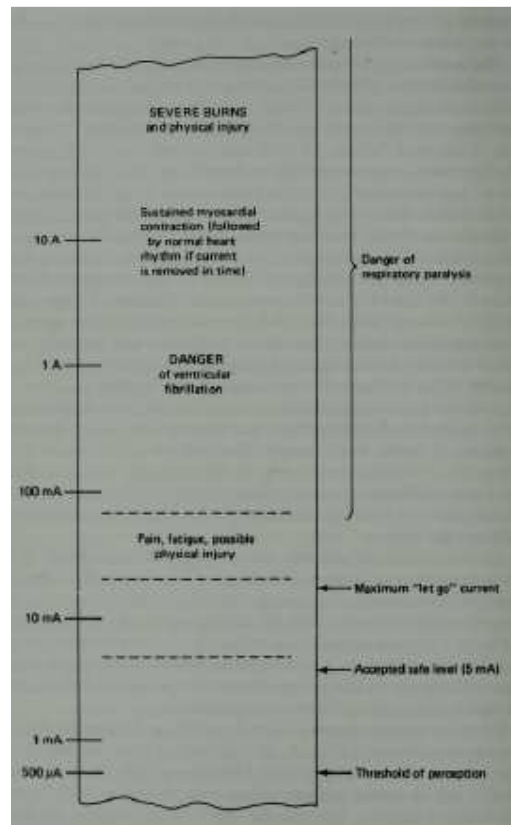 SEVERE BURNS
and physical injury
Sustained myocardial
contraction (followed
by normal heart
rhythm if current
is removed in time)
10 A
Danger of
respiratory paralysis
1 A
DANGER
of ventricular
fibrillation
100 mA
Pain, fatigue, possible
physical injury
Maximum "let go" current
10 mA
Accepted safe level (5 mA)
1 mA
500 µA
Threshold of perception